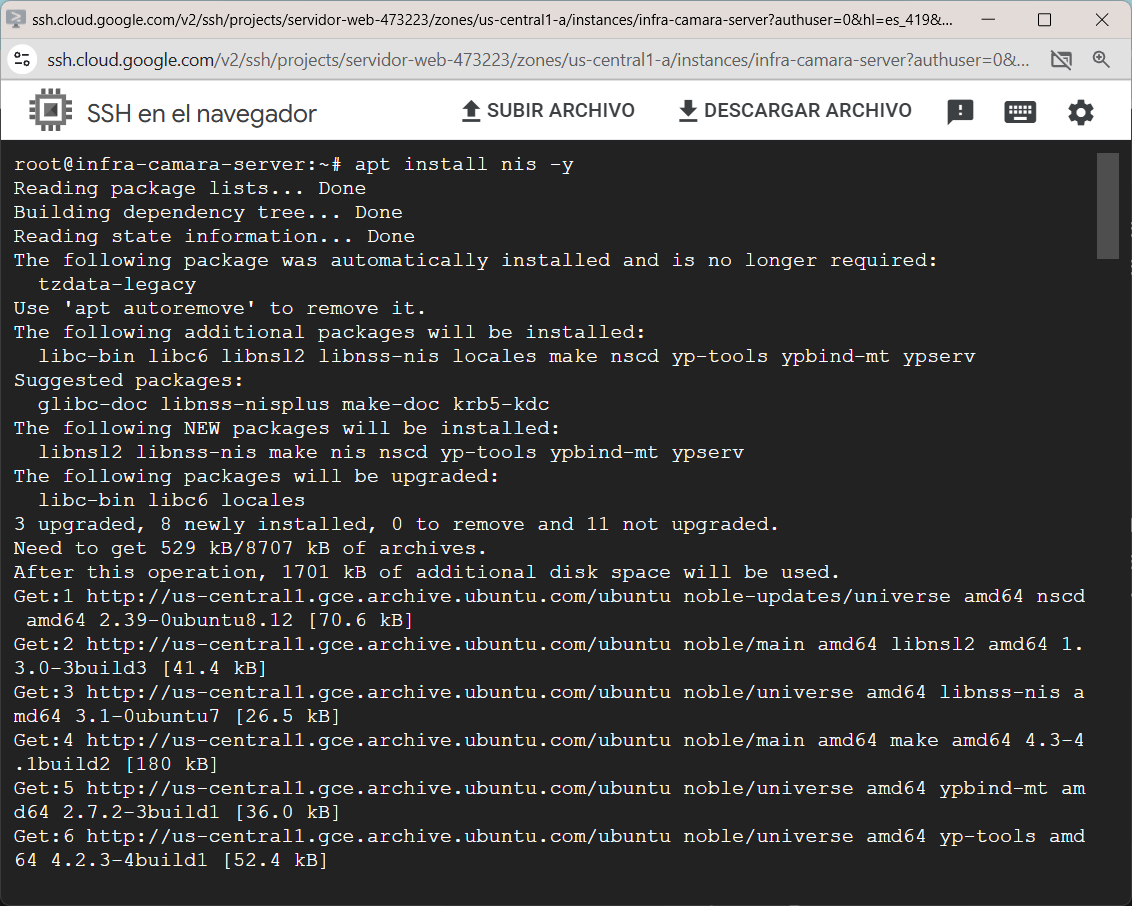 ssh.cloud.google.com/v2/ssh/projects/servidor-web-473223/zones/us-central1-a/instances/infra-camara-server?authuser=0&hl=es_419&...
ssh.cloud.google.com/v2/ssh/projects/servidor-web-473223/zones/us-central1-a/instances/infra-camara-server?authuser=0&...
SSH en el navegador
SUBIR ARCHIVO
DESCARGAR ARCHIVO
root@infra-camara-server:~# apt install nis -y
Reading package lists... Done
Building dependency tree... Done
Reading state information... Done
The following package was automatically installed and is no longer required:
  tzdata-legacy
Use 'apt autoremove' to remove it.
The following additional packages will be installed:
  libc-bin libc6 libnsl2 libnss-nis locales make nscd yp-tools ypbind-mt ypserv
Suggested packages:
  glibc-doc libnss-nisplus make-doc krb5-kdc
The following NEW packages will be installed:
  libnsl2 libnss-nis make nis nscd yp-tools ypbind-mt ypserv
The following packages will be upgraded:
  libc-bin libc6 locales
3 upgraded, 8 newly installed, 0 to remove and 11 not upgraded.
Need to get 529 kB/8707 kB of archives.
After this operation, 1701 kB of additional disk space will be used.
Get:1 http://us-central1.gce.archive.ubuntu.com/ubuntu noble-updates/universe amd64 nscd
 amd64 2.39-0ubuntu8.12 [70.6 kB]
Get:2 http://us-central1.gce.archive.ubuntu.com/ubuntu noble/main amd64 libnsl2 amd64 1.
3.0-3build3 [41.4 kB]
Get:3 http://us-central1.gce.archive.ubuntu.com/ubuntu noble/universe amd64 libnss-nis a
md64 3.1-0ubuntu7 [26.5 kB]
Get:4 http://us-central1.gce.archive.ubuntu.com/ubuntu noble/main amd64 make amd64 4.3-4
.1build2 [180 kB]
Get:5 http://us-central1.gce.archive.ubuntu.com/ubuntu noble/universe amd64 ypbind-mt am
d64 2.7.2-3build1 [36.0 kB]
Get:6 http://us-central1.gce.archive.ubuntu.com/ubuntu noble/universe amd64 yp-tools amd
64 4.2.3-4build1 [52.4 kB]